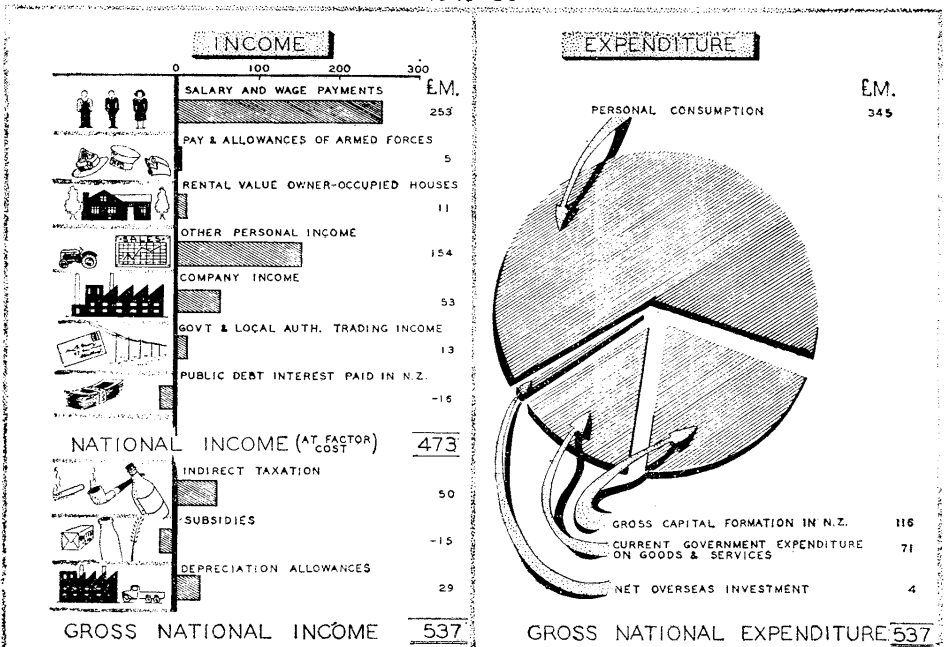 INCOME
0 100 200 300
£M.
SALARY AND WAGE PAYMENTS
253
PAY & ALLOWANCES OF ARMED FORCES
5
RENTAL VALUE OWNER-OCCUPIED HOUSES
11
OTHER PERSONAL INCOME
154
SALES
COMPANY INCOME
53
GOVT & LOCAL AUTH. TRADING INCOME
13
PUBLIC DEBT INTEREST PAID IN N.Z.
-16
NATIONAL INCOME (AT FACTOR COST) 473
INDIRECT TAXATION
50
-SUBSIDIES
-15
DEPRECIATION ALLOWANCES
29
GROSS NATIONAL INCOME 537
EXPENDITURE
£M.
PERSONAL CONSUMPTION 345
GROSS CAPITAL FORMATION IN N.Z. 116
CURRENT GOVERNMENT EXPENDITURE
ON GOODS & SERVICES 71
NET OVERSEAS INVESTMENT 4
GROSS NATIONAL EXPENDITURE 537